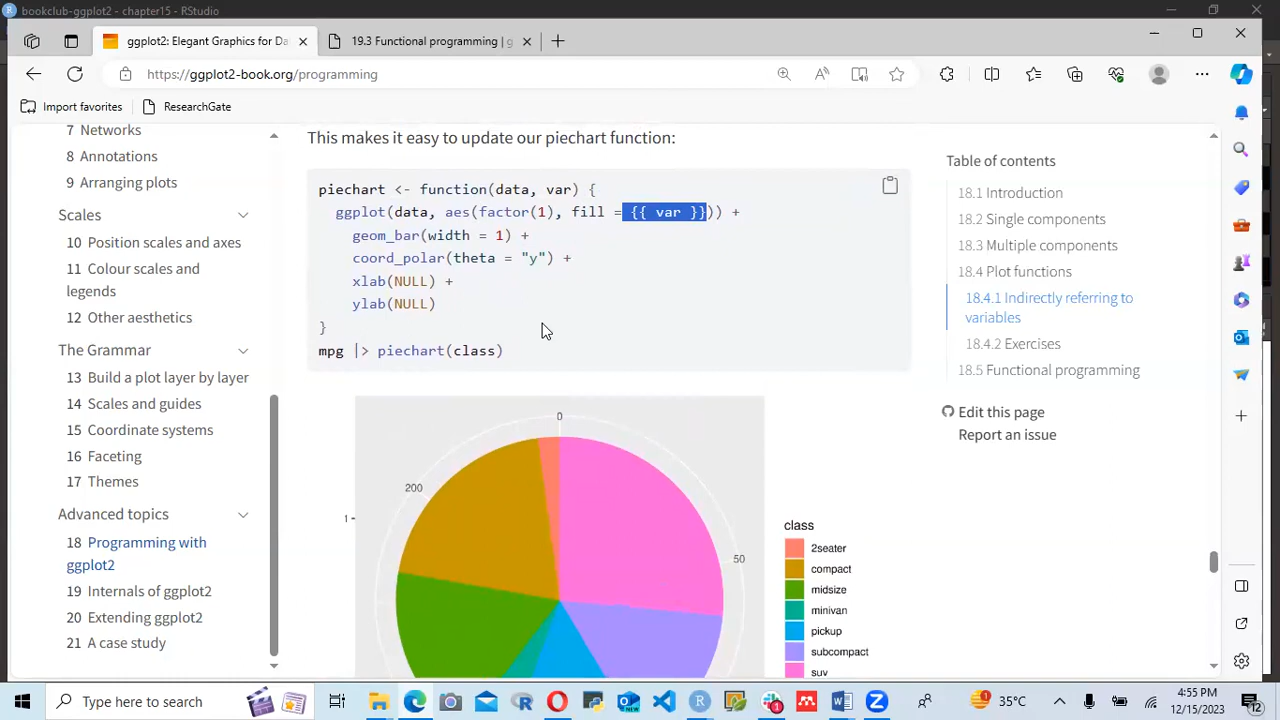 bookclub-ggplot2 - chapter15 - RStudio
ggplot2: Elegant Graphics for Da
19.3 Functional programming | g
https://ggplot2-book.org/programming
Import favorites
ResearchGate
7 Networks
8 Annotations
9 Arranging plots
Scales
10 Position scales and axes
11 Colour scales and
legends
12 Other aesthetics
The Grammar
13 Build a plot layer by layer
14 Scales and guides
15 Coordinate systems
16 Faceting
17 Themes
Advanced topics
18 Programming with
ggplot2
19 Internals of ggplot2
20 Extending ggplot2
21 A case study
This makes it easy to update our piechart function:
piechart <- function(data, var) {
ggplot(data, aes(factor(1), fill = {{ var }})) +
geom_bar(width = 1) +
coord_polar(theta = "y") +
xlab(NULL) +
ylab(NULL)
}
mpg |> piechart(class)
0
200
1
50
class
2seater
compact
midsize
minivan
pickup
subcompact
suv
Table of contents
18.1 Introduction
18.2 Single components
18.3 Multiple components
18.4 Plot functions
18.4.1 Indirectly referring to
variables
18.4.2 Exercises
18.5 Functional programming
Edit this page
Report an issue
Type here to search
35°C
4:55 PM
12/15/2023